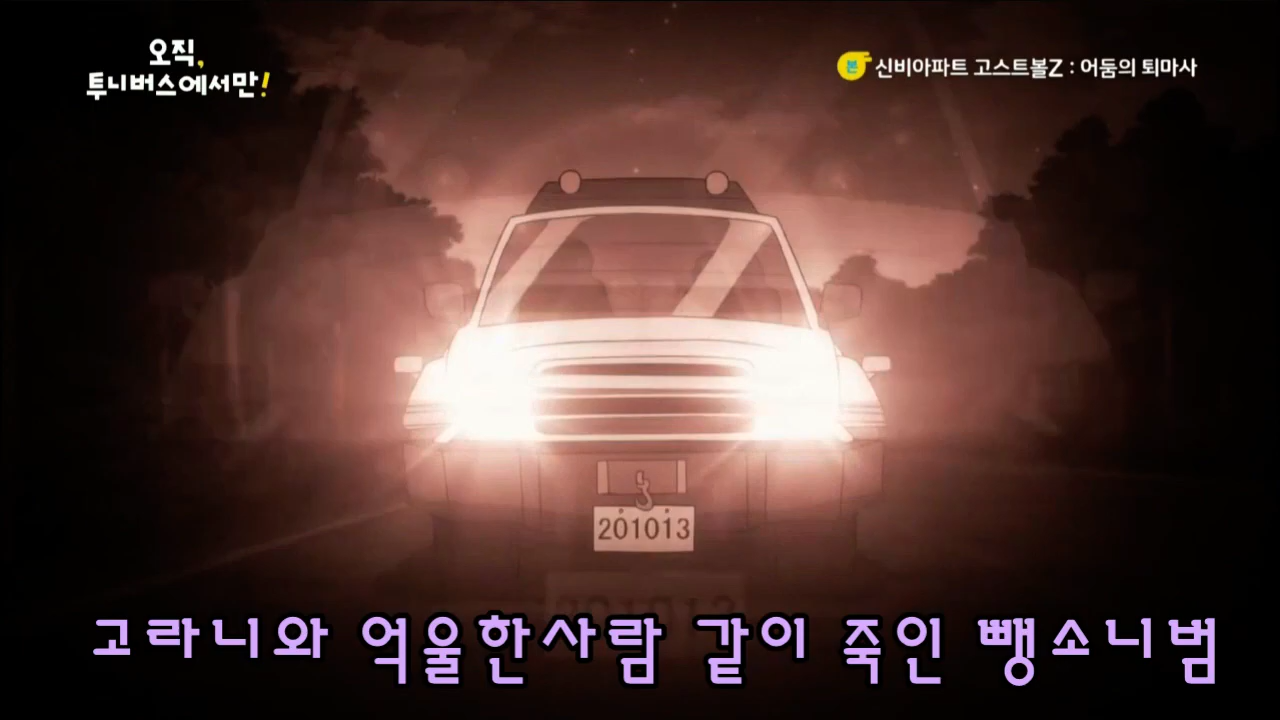 오직,
투니버스에서만!
본 신비아파트 고스트볼Z : 어둠의 퇴마사
201013
고라니와 억울한사람 같이 죽인 뺑소니범